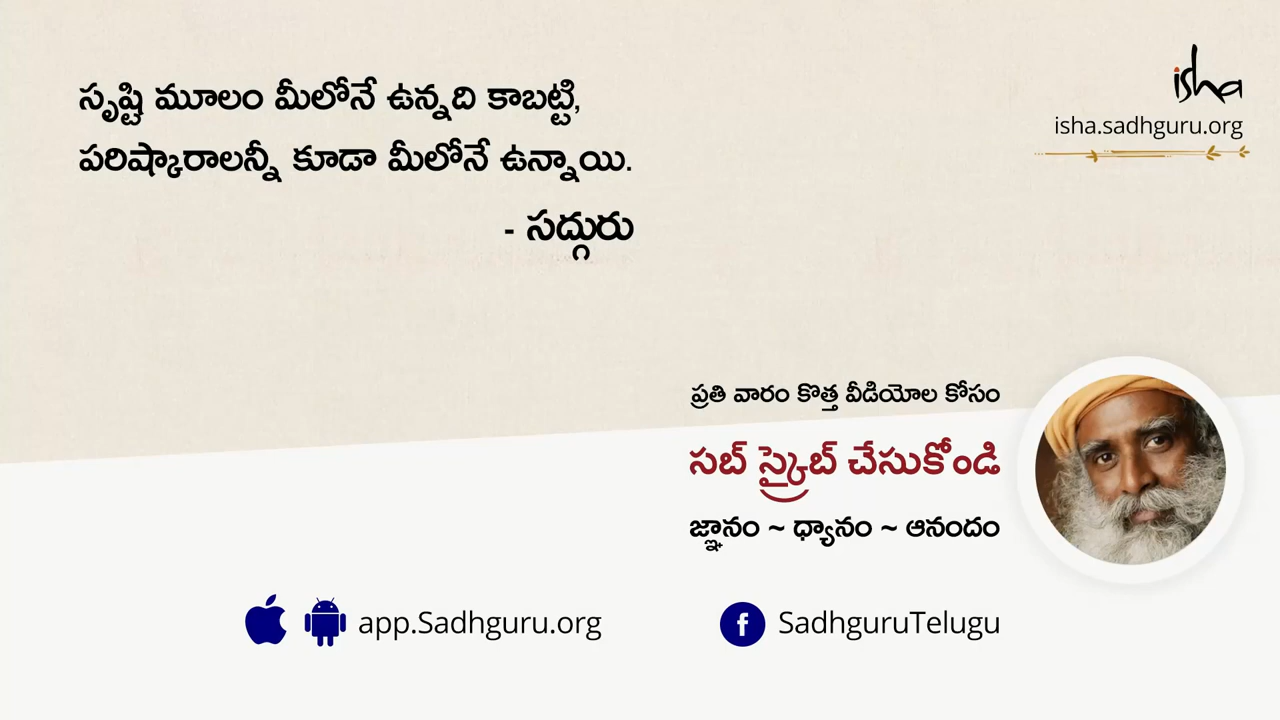 సృష్టి మూలం మీలోనే ఉన్నది కాబట్టి,
పరిష్కారాలన్నీ కూడా మీలోనే ఉన్నాయి.
- సద్గురు
isha
isha.sadhguru.org
ప్రతి వారం కొత్త వీడియోల కోసం
సబ్ స్క్రైబ్ చేసుకోండి
జ్ఞానం ~ ధ్యానం ~ ఆనందం
app.Sadhguru.org
f SadhguruTelugu